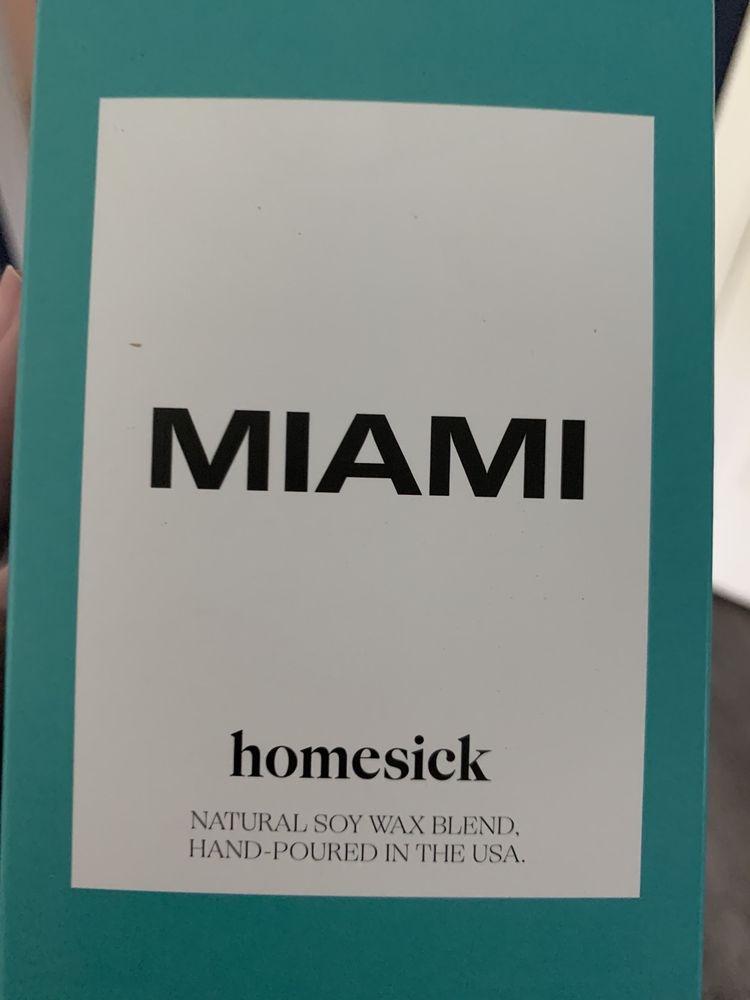 MIAMI
homesick
NATURAL SOY WAX BLEND,
HAND-POURED IN THE USA.